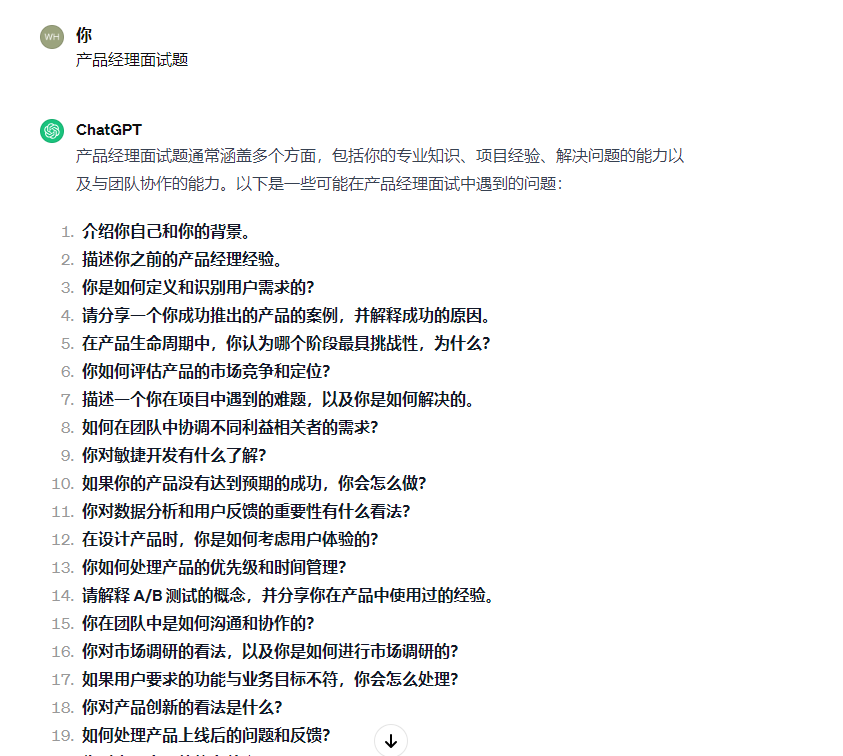 WH
你
产品经理面试题
ChatGPT
产品经理面试题通常涵盖多个方面，包括你的专业知识、项目经验、解决问题的能力以
及与团队协作的能力。以下是一些可能在产品经理面试中遇到的问题：
1. 介绍你自己和你的背景。
2. 描述你之前的产品经理经验。
3. 你是如何定义和识别用户需求的？
4. 请分享一个你成功推出的产品的案例，并解释成功的原因。
5. 在产品生命周期中，你认为哪个阶段最具挑战性，为什么？
6. 你如何评估产品的市场竞争和定位？
7. 描述一个你在项目中遇到的难题，以及你是如何解决的。
8. 如何在团队中协调不同利益相关者的需求？
9. 你对敏捷开发有什么了解？
10. 如果你的产品没有达到预期的成功，你会怎么做？
11. 你对数据分析和用户反馈的重要性有什么看法？
12. 在设计产品时，你是如何考虑用户体验的？
13. 你如何处理产品的优先级和时间管理？
14. 请解释 A/B 测试的概念，并分享你在产品中使用过的经验。
15. 你在团队中是如何沟通和协作的？
16. 你对市场调研的看法，以及你是如何进行市场调研的？
17. 如果用户要求的功能与业务目标不符，你会怎么处理？
18. 你对产品创新的看法是什么？
19. 如何处理产品上线后的问题和反馈？